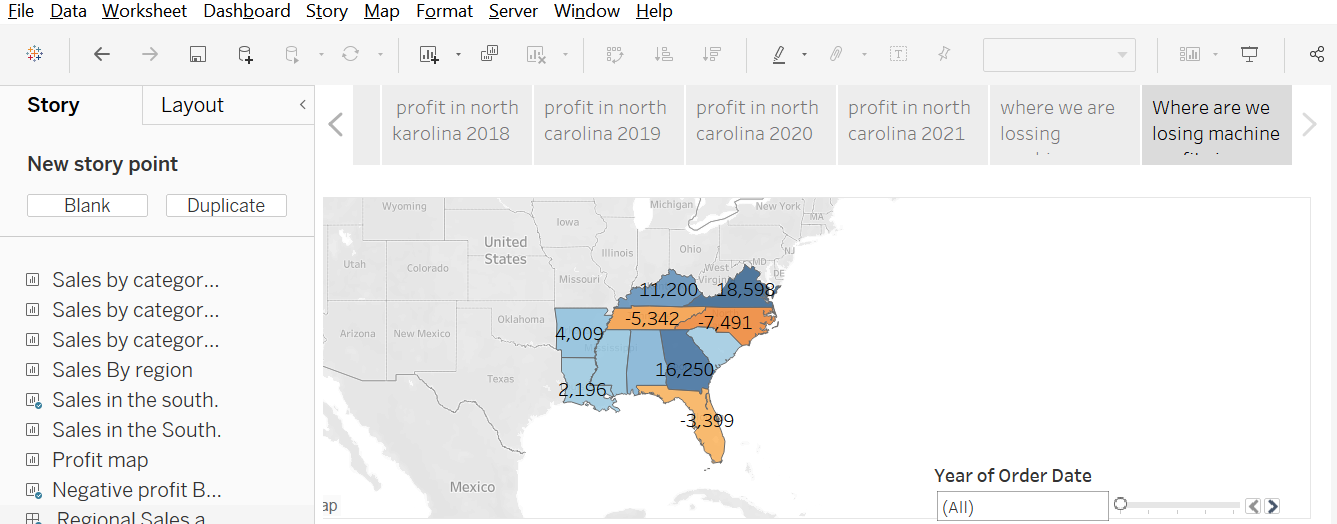 File Data Worksheet Dashboard Story Map Format Server Window Help
Story Layout <
New story point
Blank Duplicate
Sales by categor...
Sales by categor...
Sales by categor...
Sales By region
Sales in the south.
Sales in the South.
Profit map
Negative profit B...
Regional Sales a
profit in north
karolina 2018
profit in north
carolina 2019
profit in north
carolina 2020
profit in north
carolina 2021
where we are
lossing
Where are we
losing machine
Wyoming
Iowa
Michigan
New York
MA
United
States
Illinois
Ohio
NJ
Utah
Colorado
Missouri
West
Virgin
MD
DE
11,200
18,598
Oklahoma
-5,342
-7,491
Arizona
New Mexico
4,009
16,250
Texas
2,196
-3,399
Mexico
ap
Year of Order Date
(All)